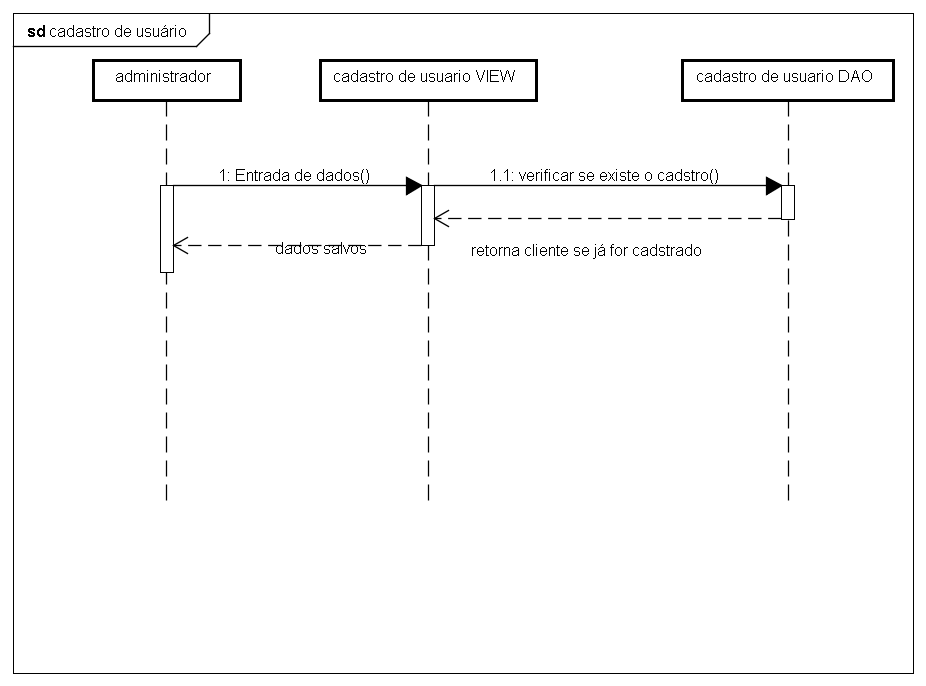 sd cadastro de usuário
administrador
cadastro de usuario VIEW
cadastro de usuario DAO
1: Entrada de dados()
1.1: verificar se existe o cadstro()
dados salvos
retorna cliente se já for cadstrado